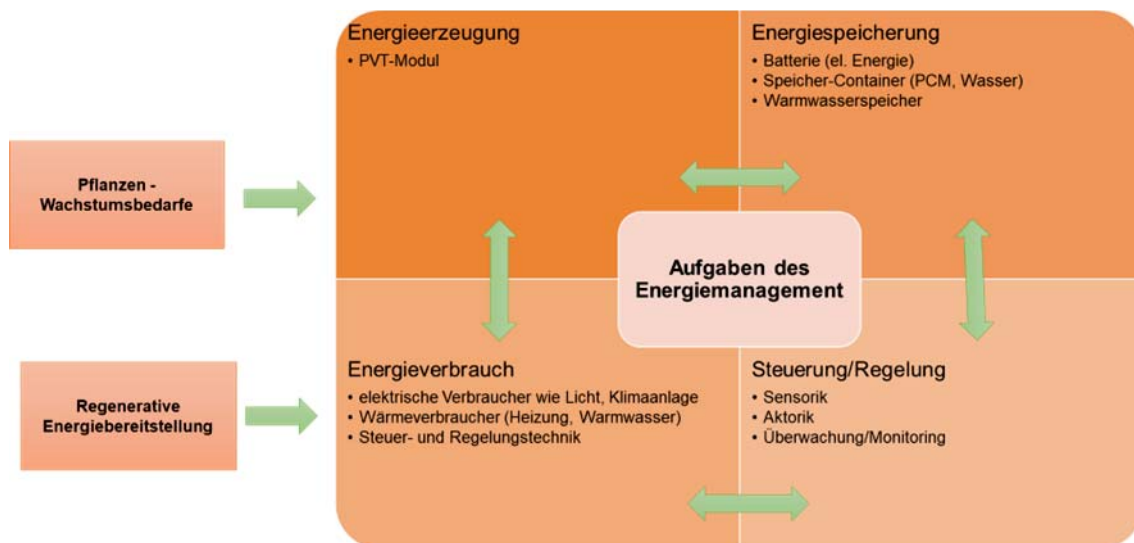 Energieerzeugung
• PVT-Modul
Energiespeicherung
• Batterie (el. Energie)
• Speicher-Container (PCM, Wasser)
• Warmwasserspeicher
Pflanzen -
Wachstumsbedarfe
Aufgaben des
Energiemanagement
Energieverbrauch
• elektrische Verbraucher wie Licht, Klimaanlage
• Wärmeverbraucher (Heizung, Warmwasser)
• Steuer- und Regelungstechnik
Steuerung/Regelung
• Sensorik
• Aktorik
• Überwachung/Monitoring
Regenerative
Energiebereitstellung